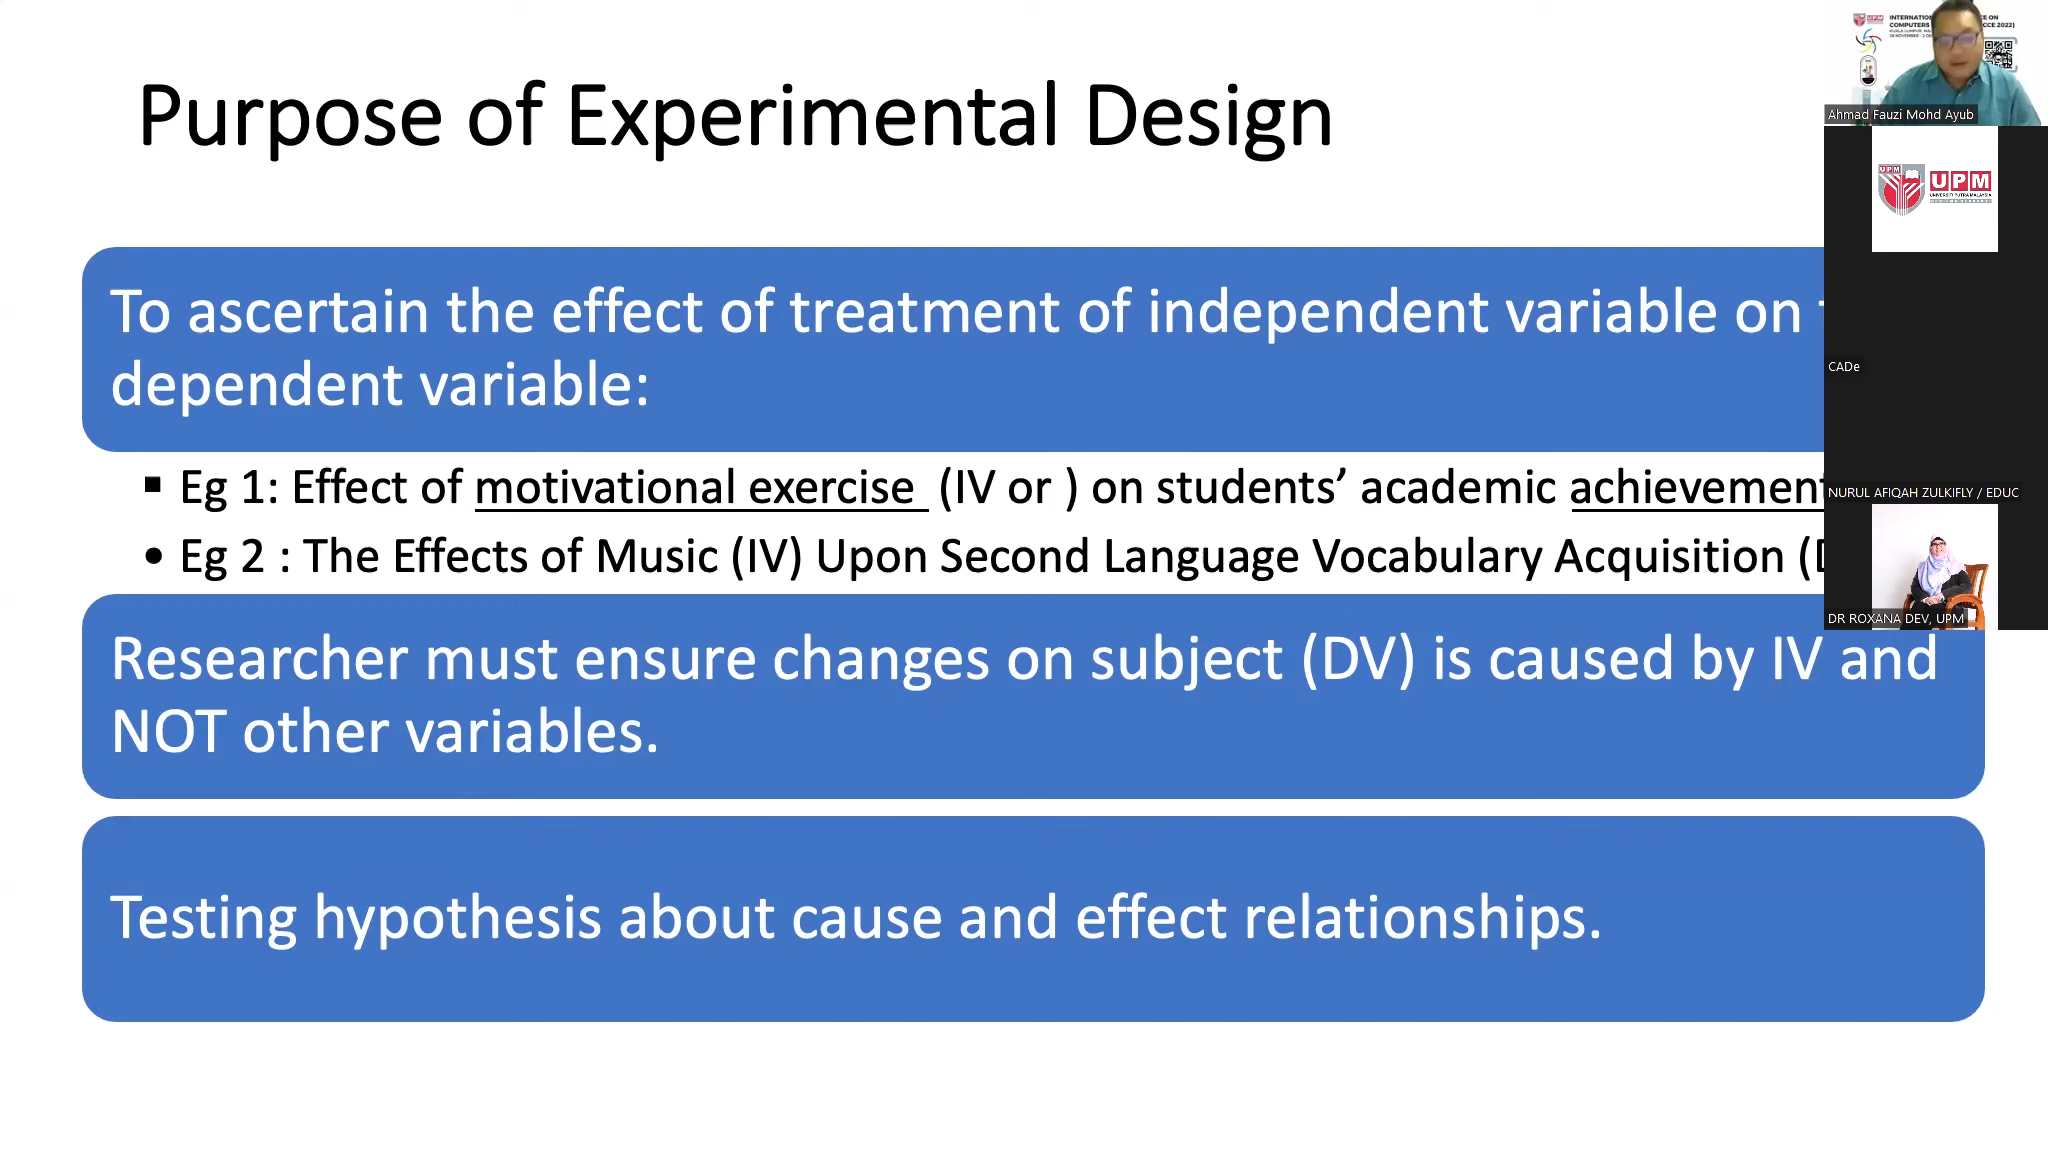 Purpose of Experimental Design
To ascertain the effect of treatment of independent variable on
dependent variable:
▪ Eg 1: Effect of motivational exercise (IV or ) on students’ academic achievement
• Eg 2 : The Effects of Music (IV) Upon Second Language Vocabulary Acquisition
Researcher must ensure changes on subject (DV) is caused by IV and
NOT other variables.
Testing hypothesis about cause and effect relationships.
Ahmad Fauzi Mohd Ayub
UPM
UPM
UNIVERSITI PUTRA MALAYSIA
CADe
NURUL AFIQAH ZULKIFLY / EDUC
DR ROXANA DEV, UPM